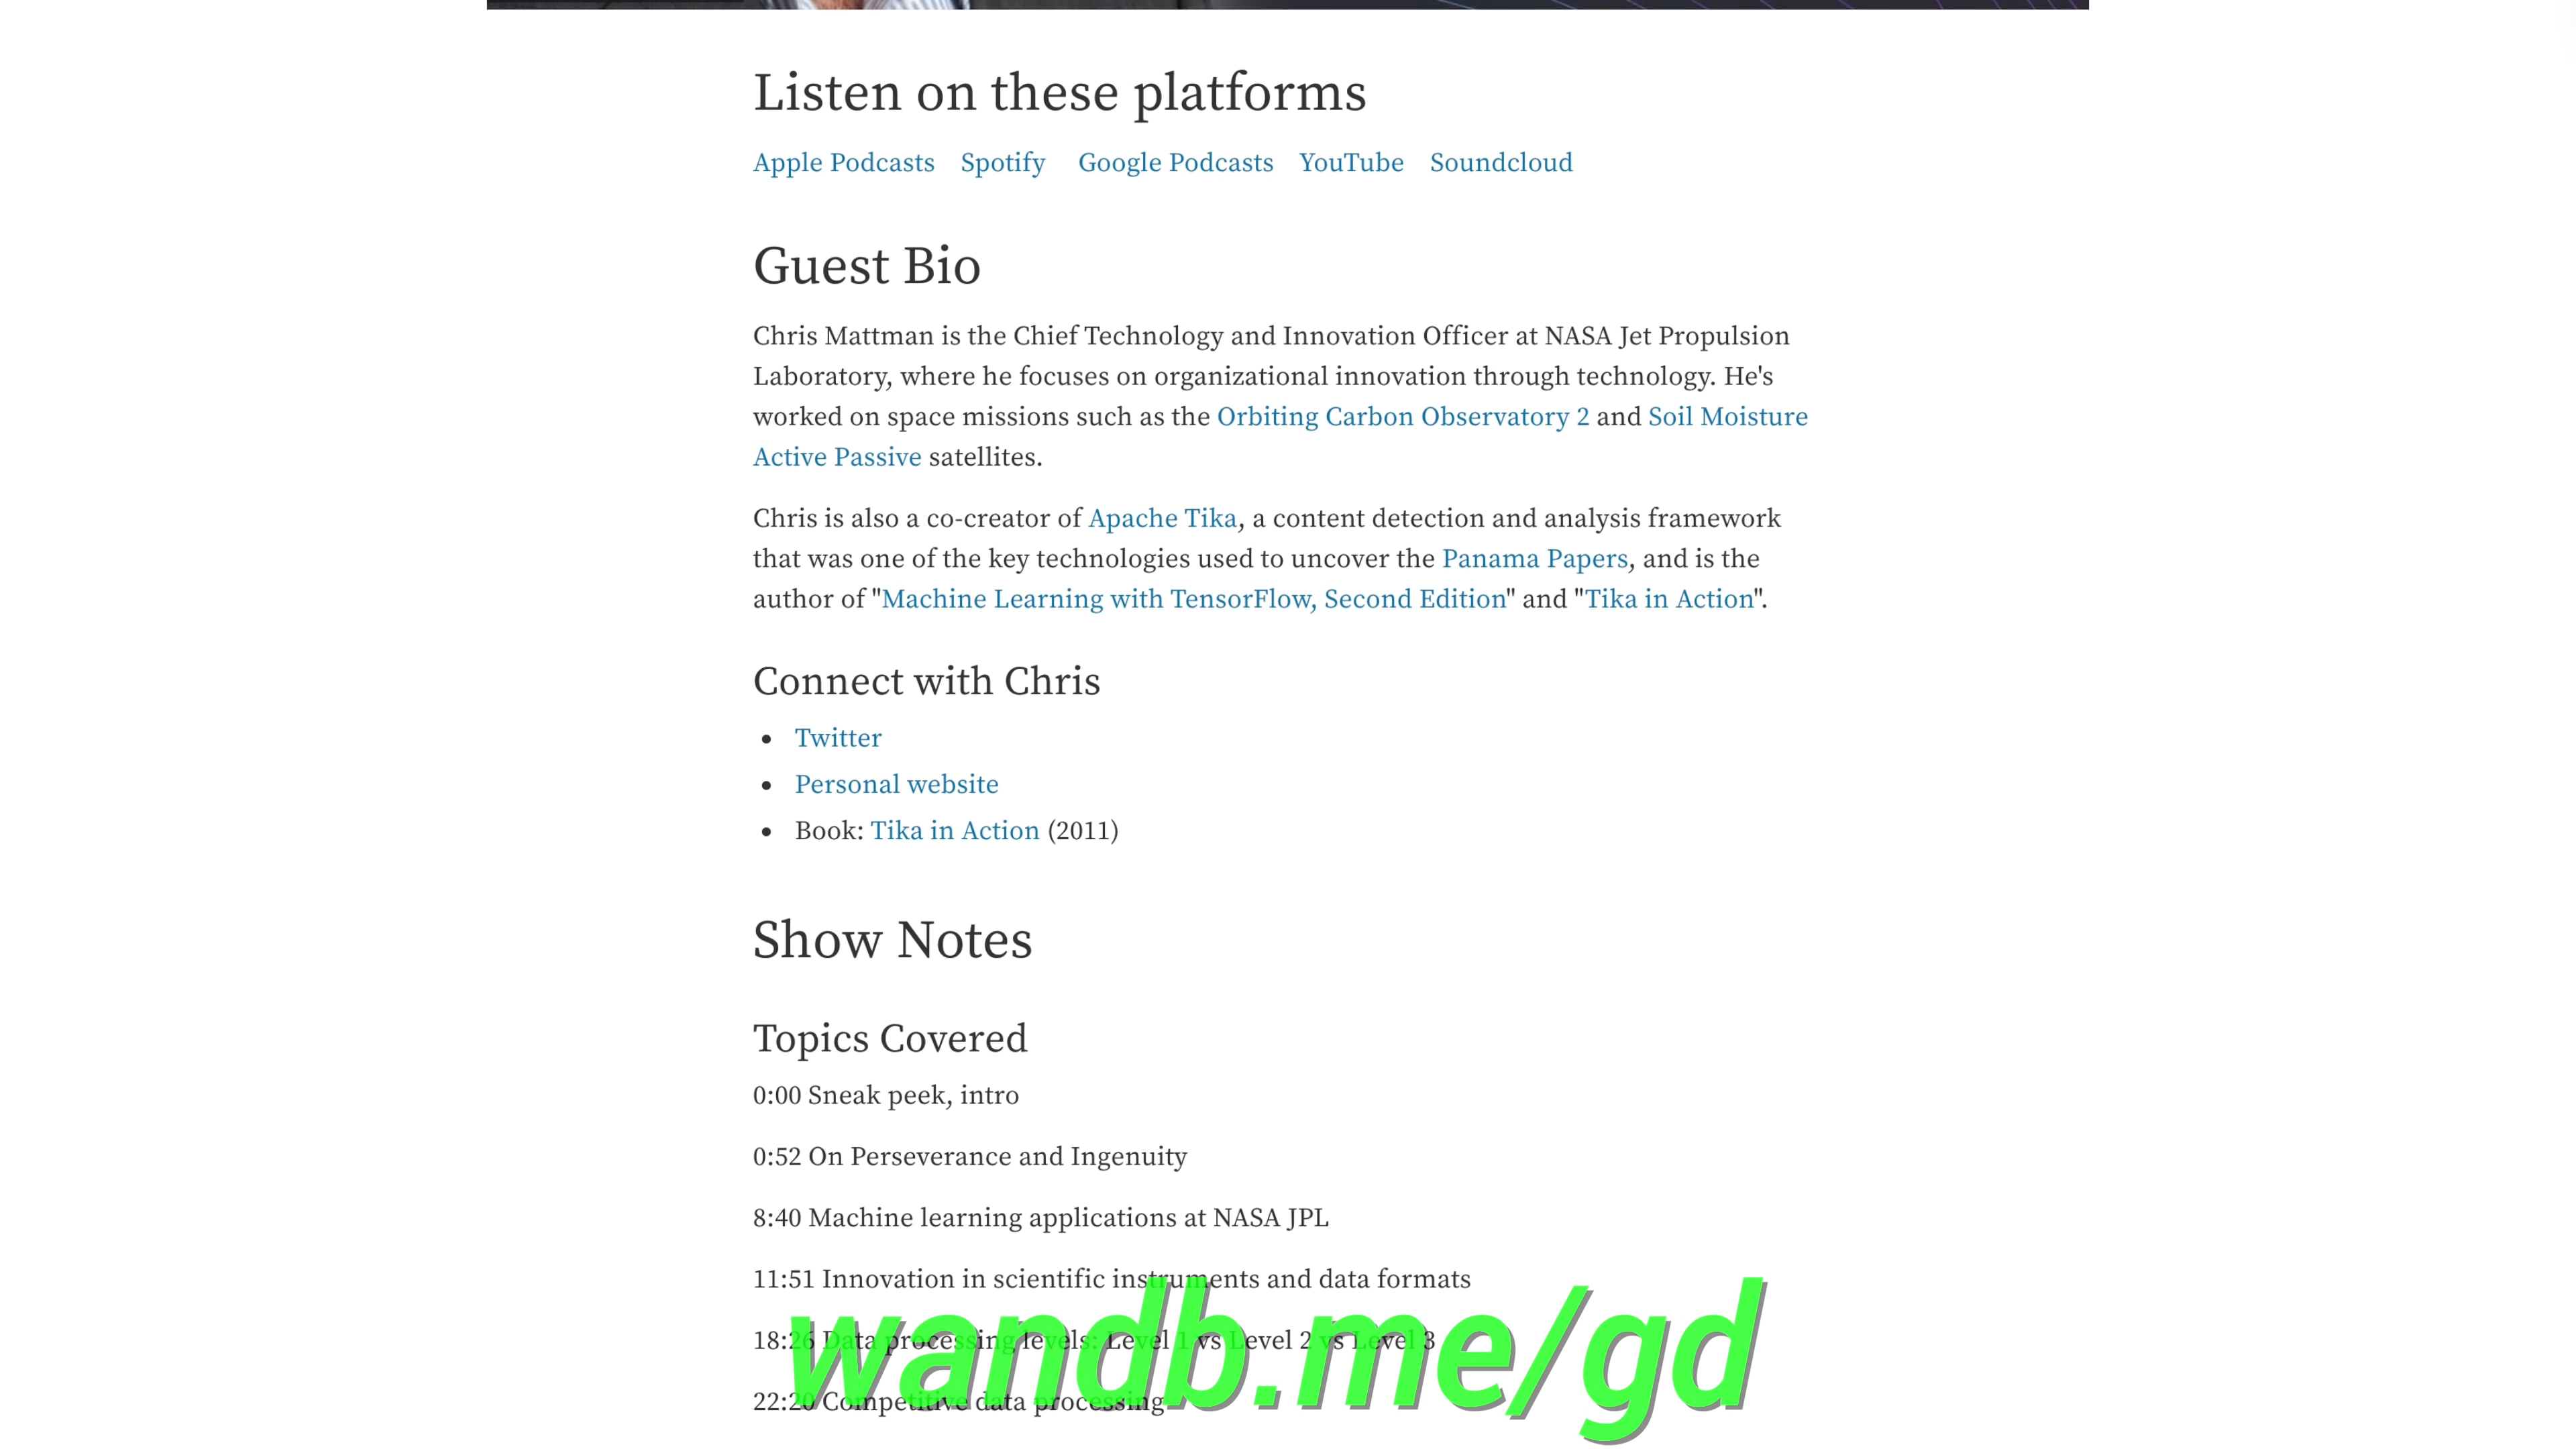 Listen on these platforms
Apple Podcasts Spotify Google Podcasts YouTube Soundcloud
Guest Bio
Chris Mattman is the Chief Technology and Innovation Officer at NASA Jet Propulsion
Laboratory, where he focuses on organizational innovation through technology. He's
worked on space missions such as the Orbiting Carbon Observatory 2 and Soil Moisture
Active Passive satellites.
Chris is also a co-creator of Apache Tika, a content detection and analysis framework
that was one of the key technologies used to uncover the Panama Papers, and is the
author of "Machine Learning with TensorFlow, Second Edition" and "Tika in Action".
Connect with Chris
• Twitter
• Personal website
• Book: Tika in Action (2011)
Show Notes
Topics Covered
0:00 Sneak peek, intro
0:52 On Perseverance and Ingenuity
8:40 Machine learning applications at NASA JPL
11:51 Innovation in scientific instruments and data formats
18:26 Data processing levels: Level 1 vs Level 2 vs Level 3
22:20 Competitive data processing
wandb.me/gd